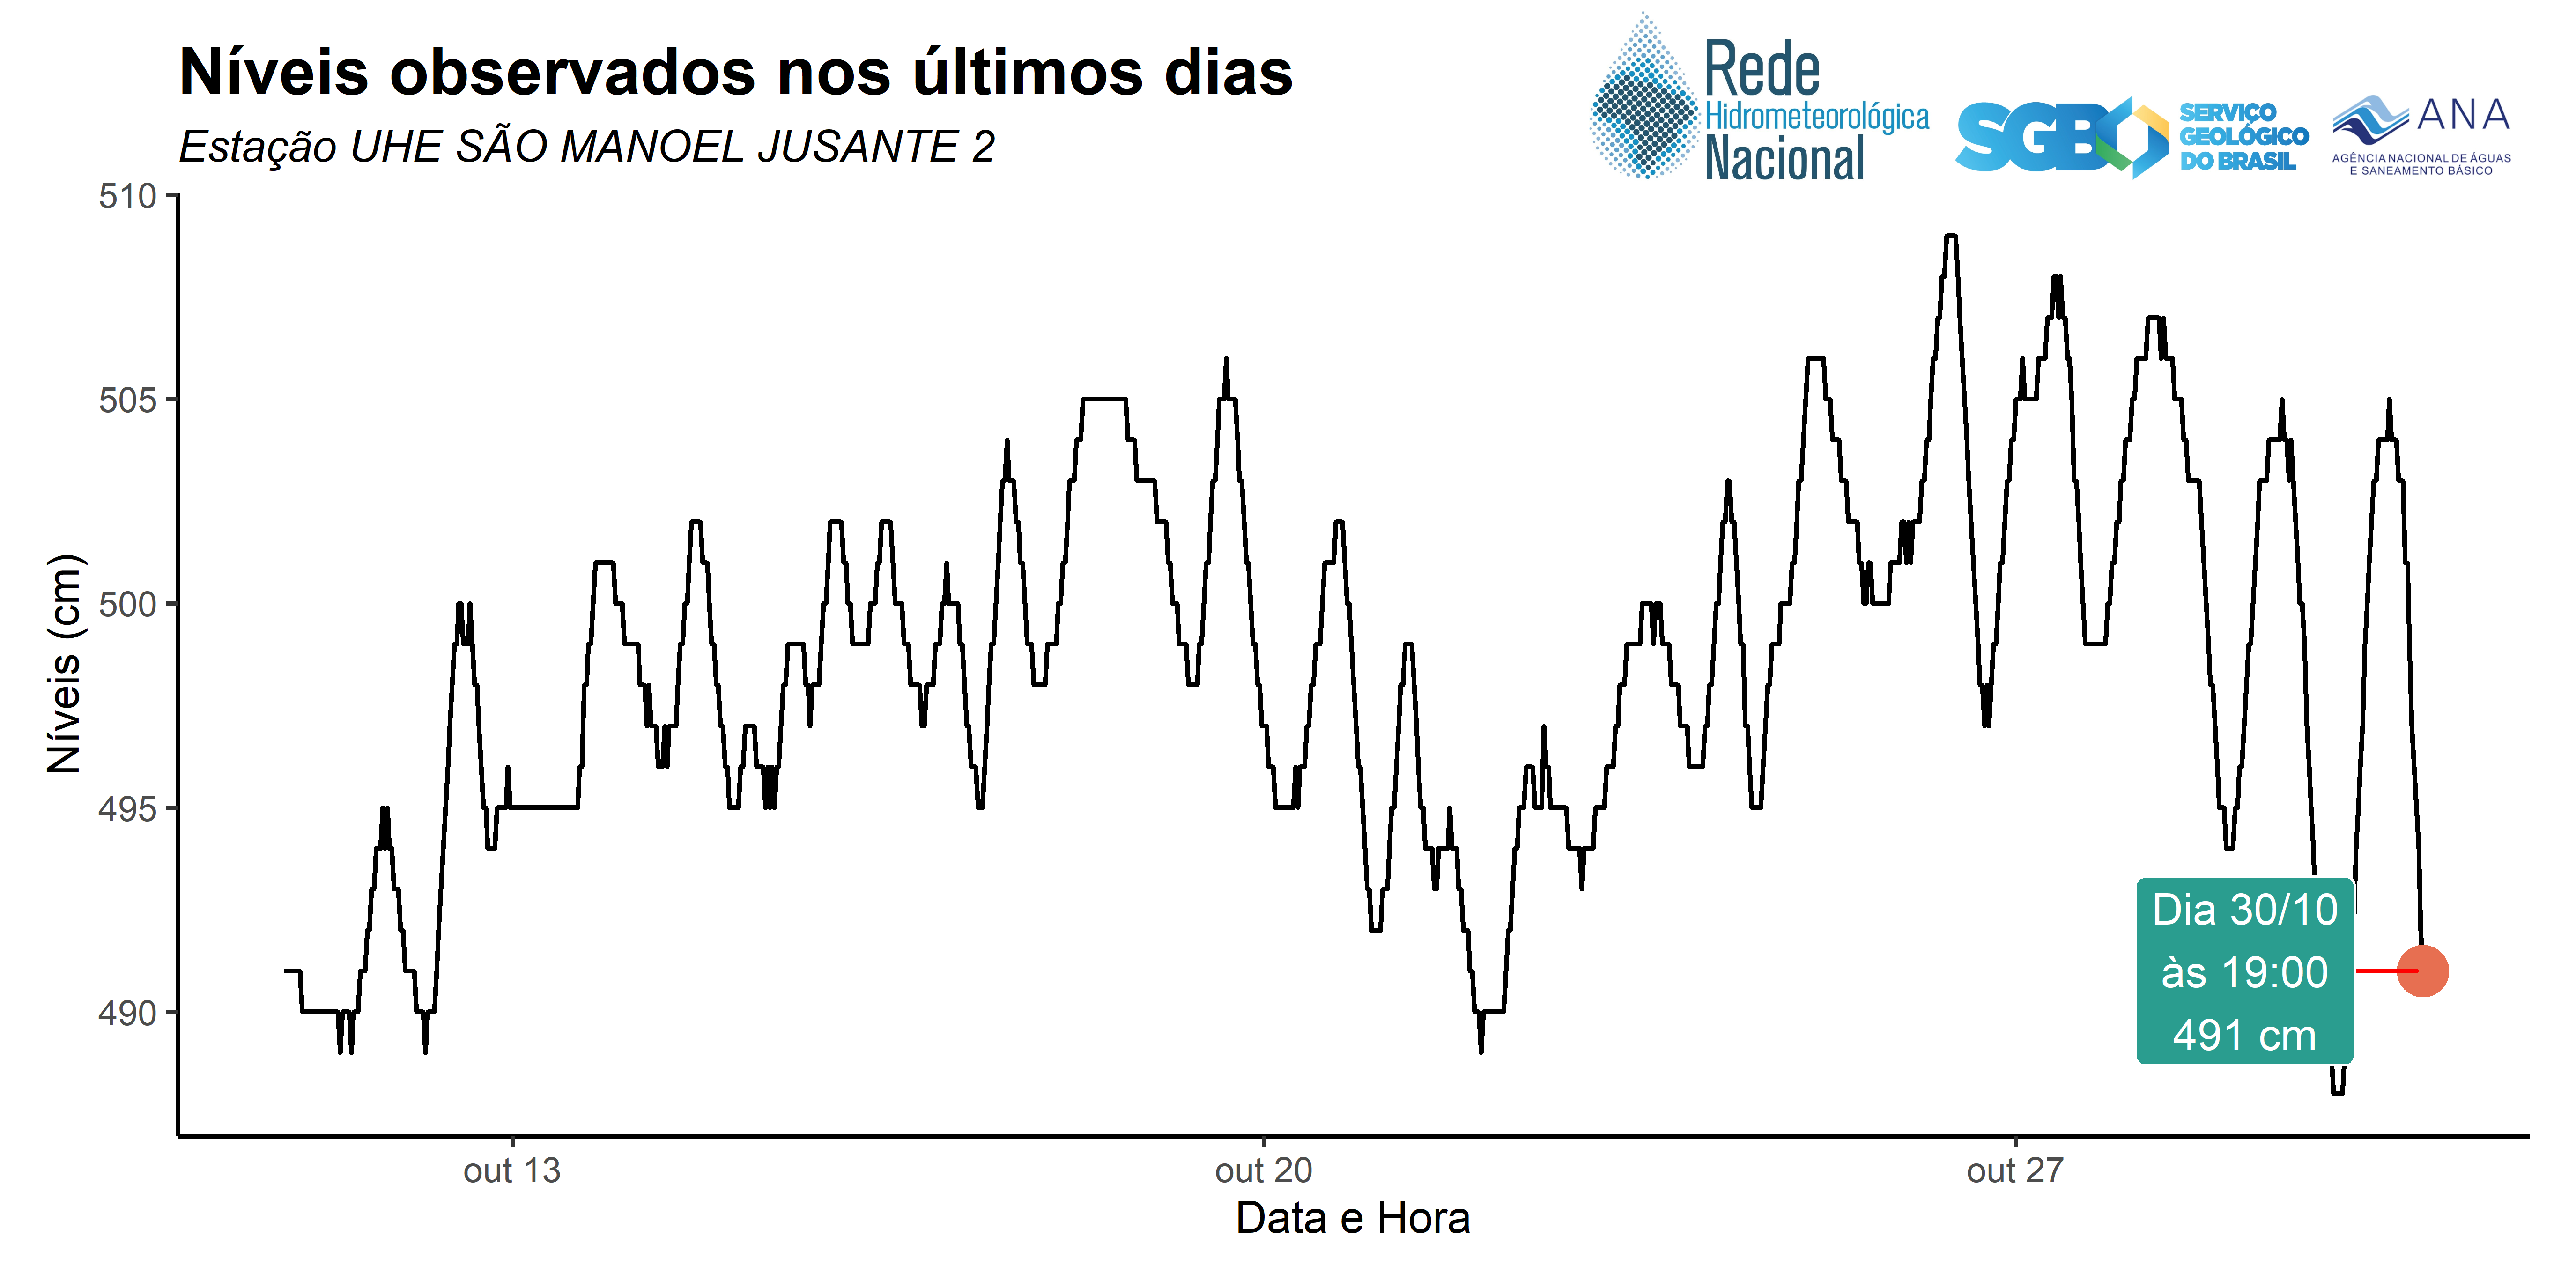 Níveis observados nos últimos dias
Estação UHE SÃO MANOEL JUSANTE 2
Rede
Hidrometeorológica
Nacional
SGB
SERVIÇO
GEOLÓGICO
DO BRASIL
ANA
AGÊNCIA NACIONAL DE ÁGUAS
E SANEAMENTO BÁSICO
510
505
500
495
490
Níveis (cm)
Dia 30/10
às 19:00
491 cm
out 13
out 20
out 27
Data e Hora